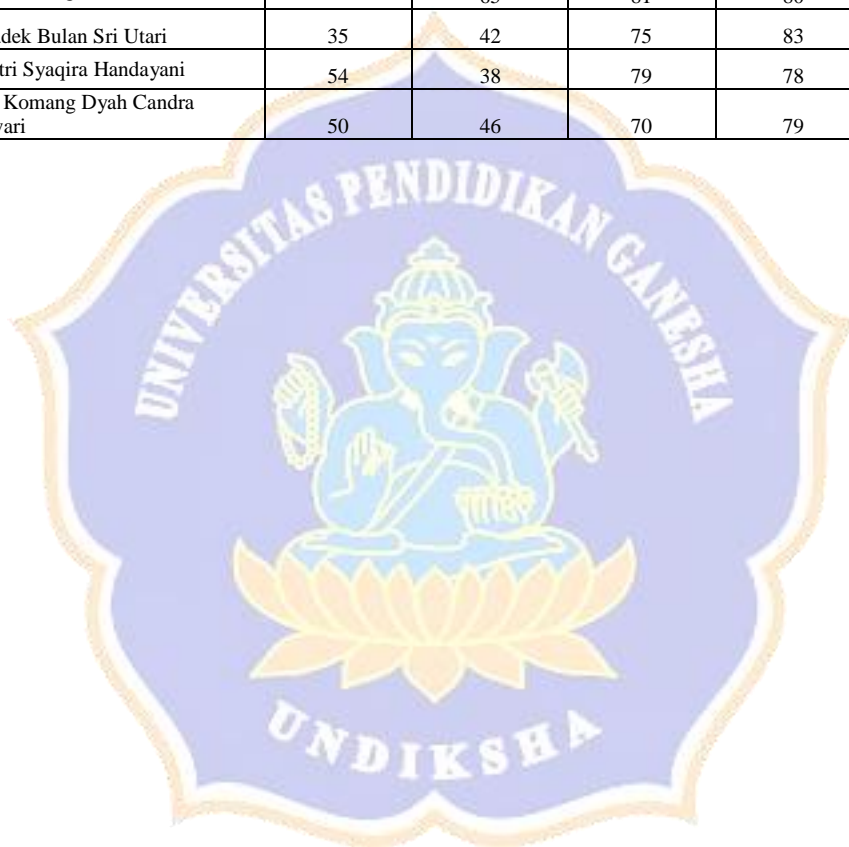 dek Bulan Sri Utari 35 42 75 83
tri Syaqira Handayani 54 38 79 78
Komang Dyah Candra
vari 50 46 70 79
UNIVERSITAS PENDIDIKAN GANESHA
UNDIKSHA